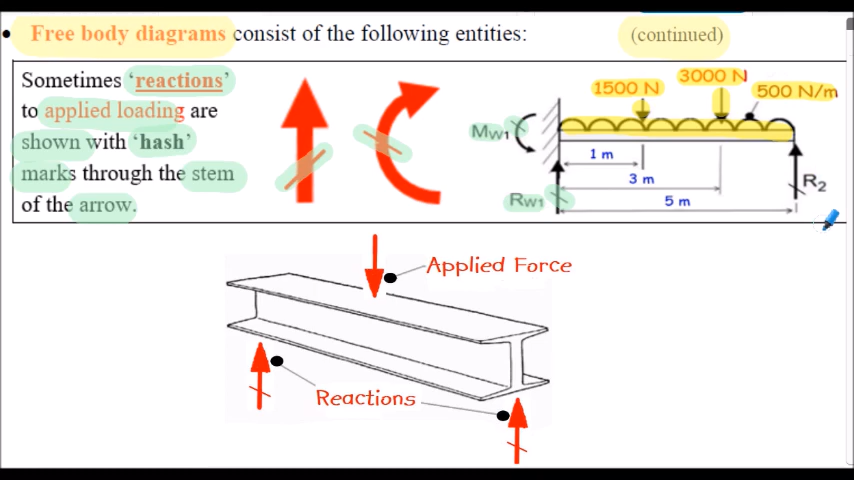 • Free body diagrams consist of the following entities:
(continued)
Sometimes ‘reactions’
to applied loading are
shown with ‘hash’
marks through the stem
of the arrow.
1500 N
3000 N
500 N/m
Mw1
1 m
3 m
5 m
Rw1
R2
Applied Force
Reactions